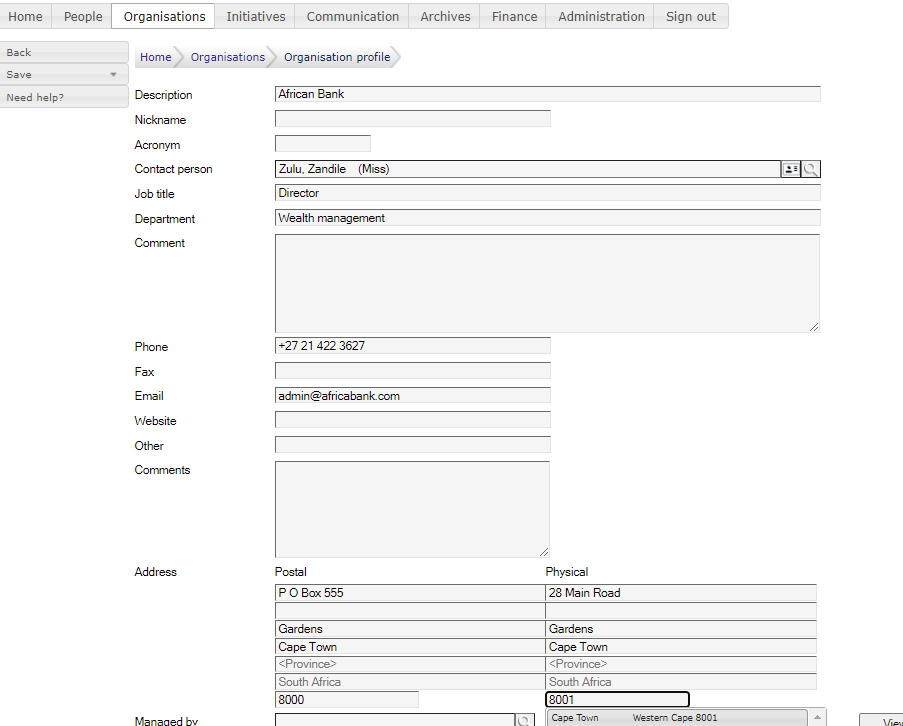 Home People Organisations Initiatives Communication Archives Finance Administration Sign out
Back
Save
Need help?
Home Organisations Organisation profile
Description African Bank
Nickname
Acronym
Contact person Zulu, Zandile (Miss)
Job title Director
Department Wealth management
Comment
Phone +27 21 422 3627
Fax
Email admin@africabank.com
Website
Other
Comments
Address Postal Physical
P O Box 555 28 Main Road
Gardens Gardens
Cape Town Cape Town
<Province> <Province>
South Africa South Africa
8000 8001
Cape Town Western Cape 8001
Managed by